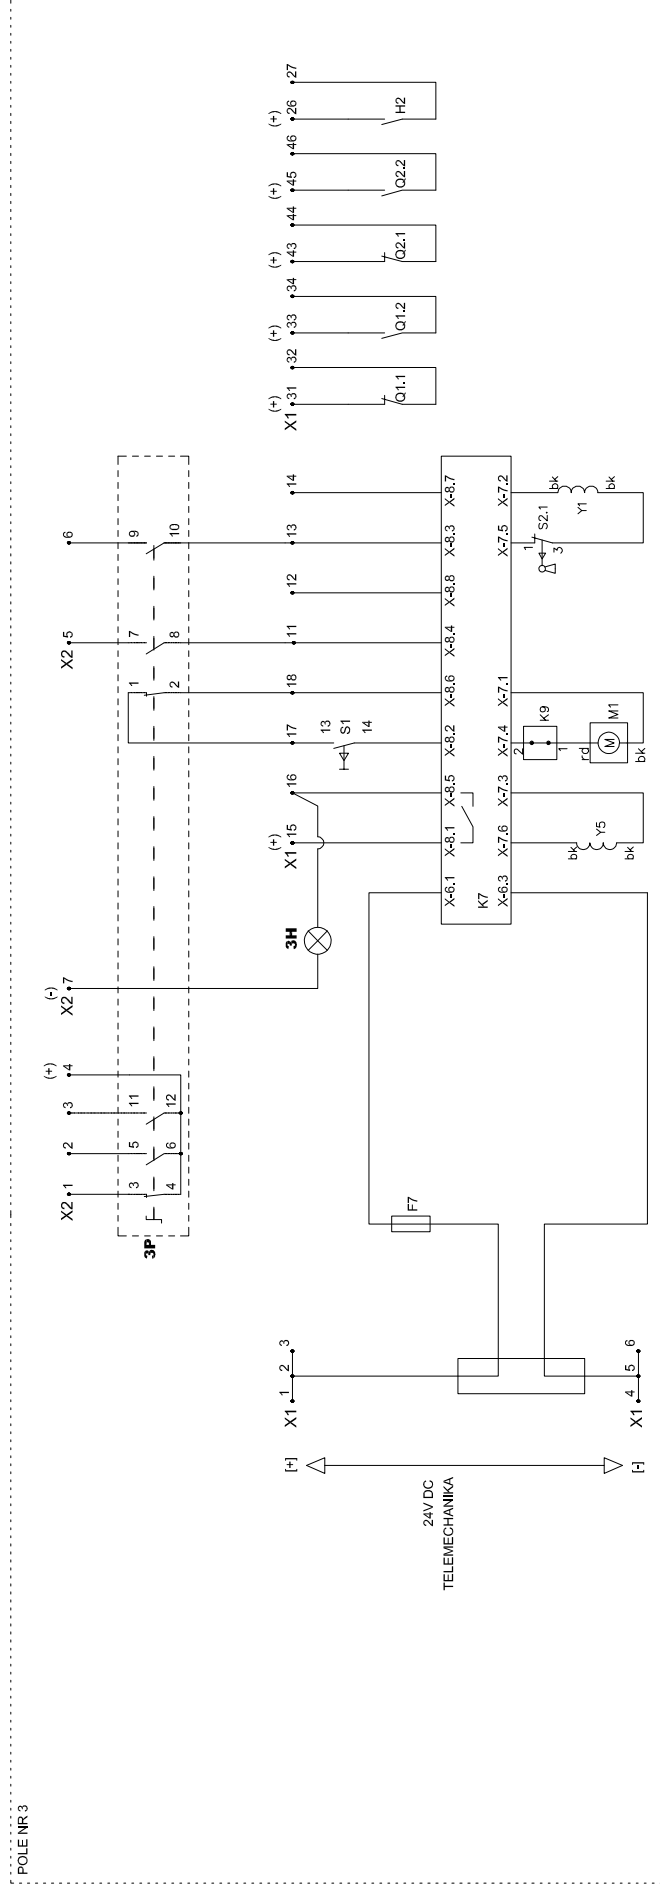 POLE NR 3
X2 1
2
3
4
(+)
X2 7
(-)
X2 5
6
3P
3
4
5
6
11
12
1
2
7
8
9
10
3H
[+]
X1
1
2
3
24V DC
TELEMECHANIKA
[-]
X1
4
5
6
F7
(+)
X1 15
16
17
18
11
12
13
14
13
S1
14
X-6.1
X-8.1
X-8.5
X-8.2
X-8.6
X-8.4
X-8.8
X-8.3
X-8.7
K7
X-6.3
X-7.6
X-7.3
X-7.4
X-7.1
X-7.5
X-7.2
bk
Y5
bk
2
K9
1
rd
M
M1
bk
1
S2.1
3
bk
Y1
bk
(+)
X1 31
32
Q1.1
(+)
33
34
Q1.2
(+)
43
44
Q2.1
(+)
45
46
Q2.2
(+)
26
27
H2